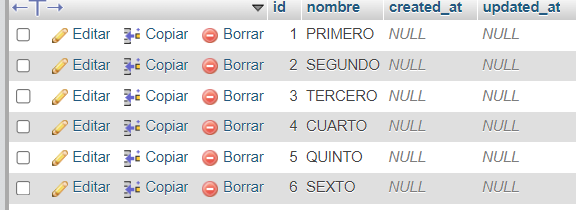 id nombre created_at updated_at
Editar Copiar Borrar 1 PRIMERO NULL NULL
Editar Copiar Borrar 2 SEGUNDO NULL NULL
Editar Copiar Borrar 3 TERCERO NULL NULL
Editar Copiar Borrar 4 CUARTO NULL NULL
Editar Copiar Borrar 5 QUINTO NULL NULL
Editar Copiar Borrar 6 SEXTO NULL NULL